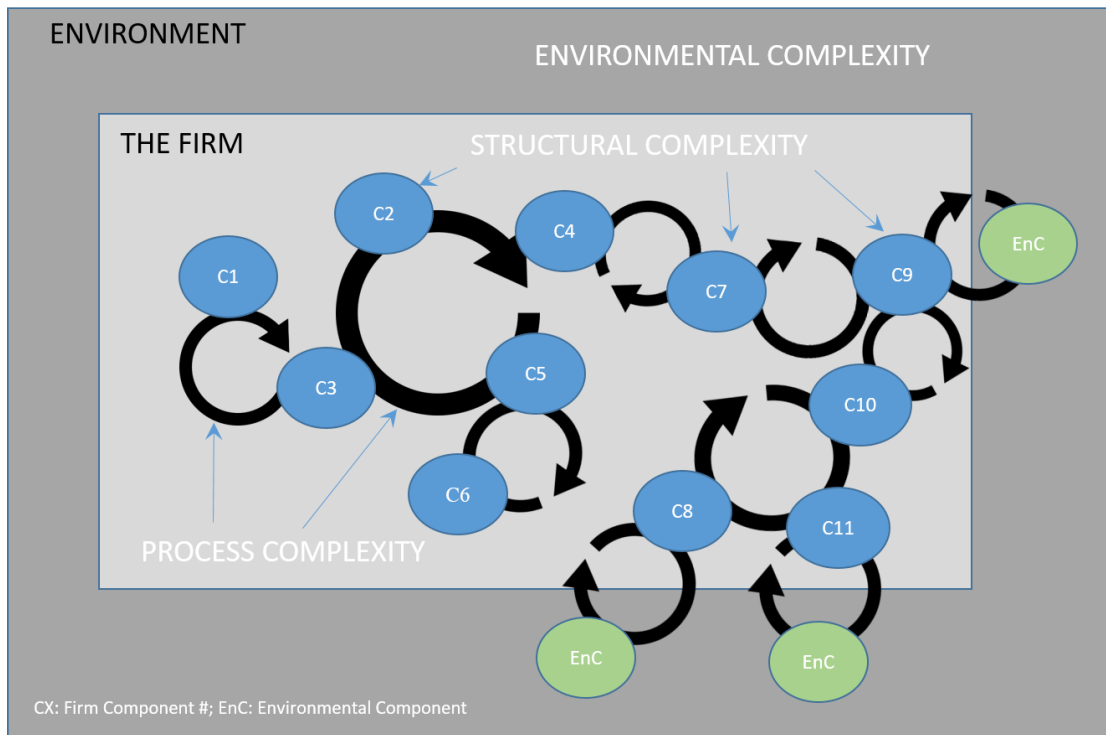 ENVIRONMENT
ENVIRONMENTAL COMPLEXITY
THE FIRM
STRUCTURAL COMPLEXITY
C2
C4
EnC
C1
C7
C9
C3
C5
C10
C6
C8
C11
PROCESS COMPLEXITY
EnC
EnC
CX: Firm Component #; EnC: Environmental Component